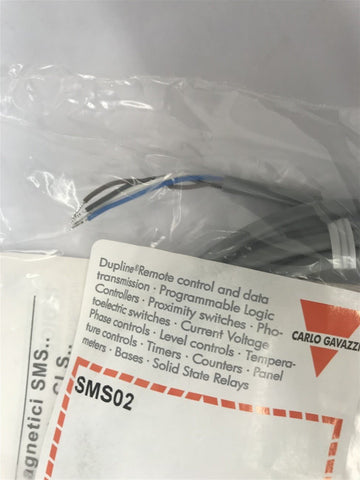 Dupline®Remote control and data
transmission · Programmable Logic
Controllers · Proximity switches · Pho-
toelectric switches · Current Voltage
Phase controls · Level controls · Tempera-
ture controls · Timers · Counters · Panel
meters · Bases · Solid State Relays
CARLO GAVAZZI
SMS02
agnetici SMS..
CLS..